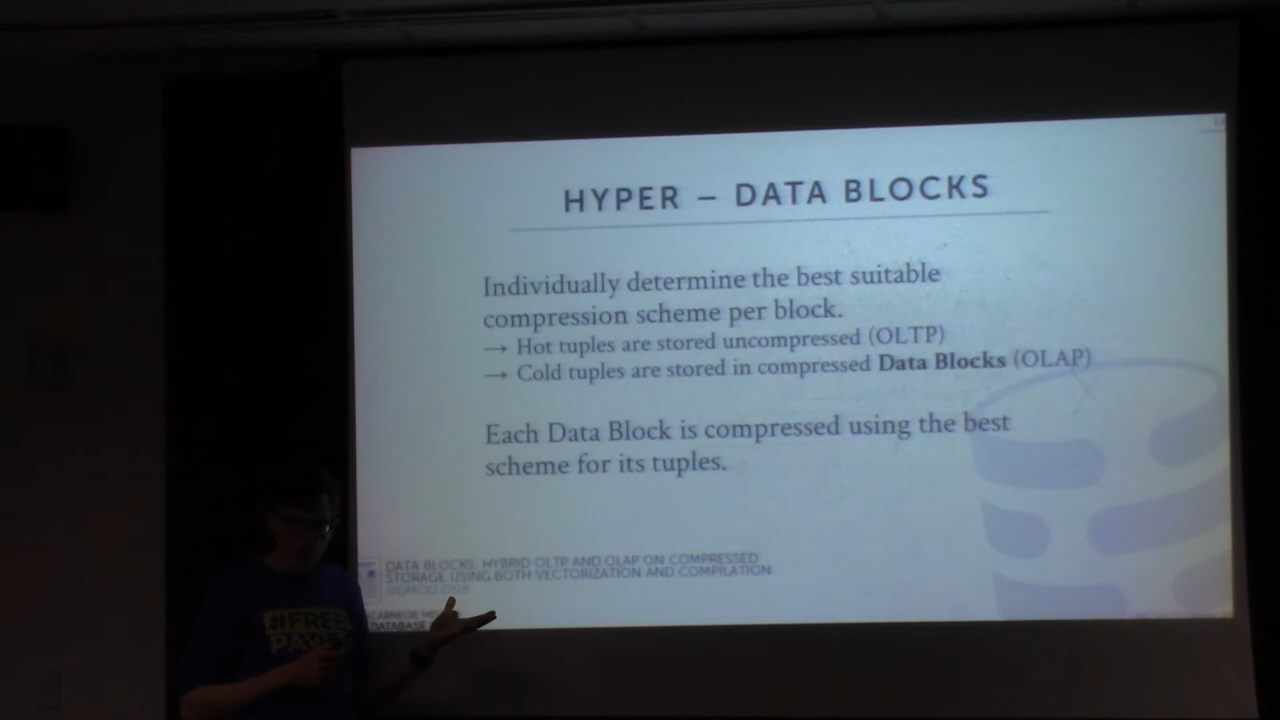 HYPER – DATA BLOCKS
Individually determine the best suitable
compression scheme per block.
→ Hot tuples are stored uncompressed (OLTP)
→ Cold tuples are stored in compressed Data Blocks (OLAP)
Each Data Block is compressed using the best
scheme for its tuples.
DATA BLOCKS: HYBRID OLTP AND OLAP ON COMPRESSED
STORAGE USING BOTH VECTORIZATION AND COMPILATION
SIGMOD 2016
CARNEGIE
DATABASE
#FREE